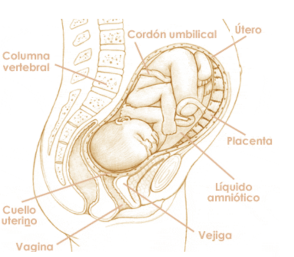 Cordón umbilical
Útero
Columna
vertebral
Placenta
Líquido
amniótico
Cuello
uterino
Vejiga
Vagina